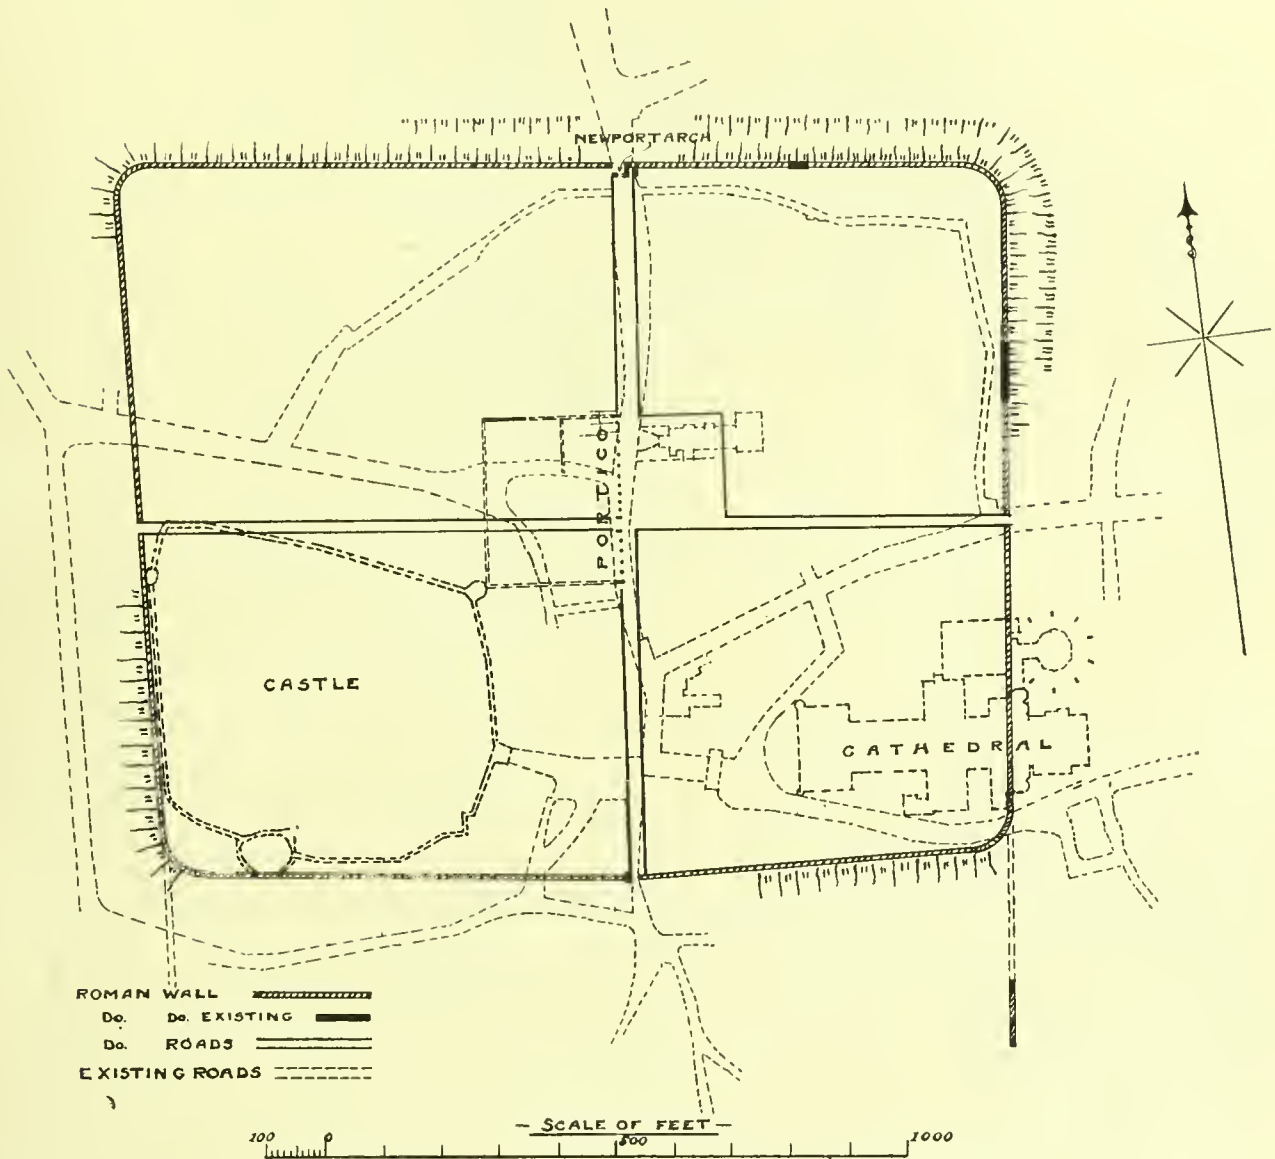 NEWPORT ARCH
PORTICO
CASTLE
CATHEDRAL
ROMAN WALL
Do. Do. EXISTING
Do. ROADS
EXISTING ROADS
— SCALE OF FEET —
100 0 500 1000